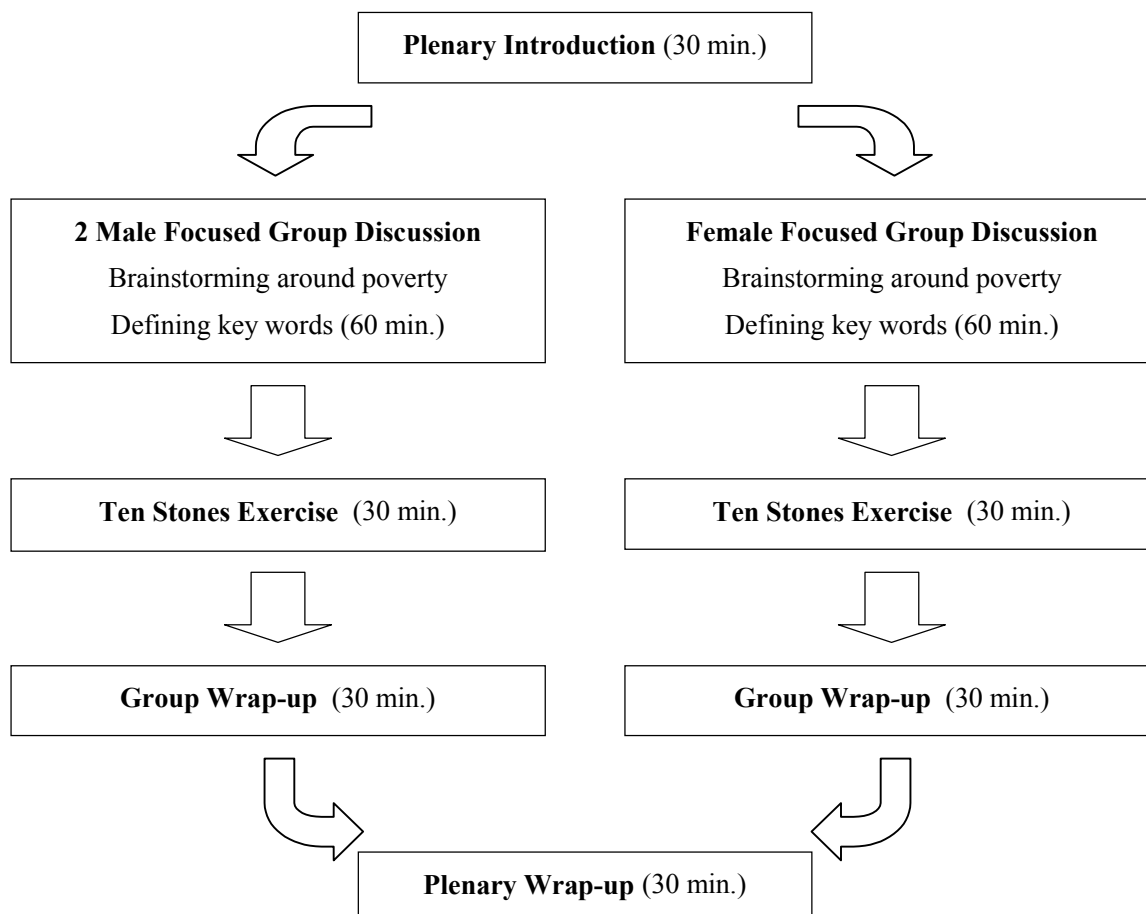 Plenary Introduction (30 min.)
2 Male Focused Group Discussion
Brainstorming around poverty
Defining key words (60 min.)
Female Focused Group Discussion
Brainstorming around poverty
Defining key words (60 min.)
Ten Stones Exercise (30 min.)
Ten Stones Exercise (30 min.)
Group Wrap-up (30 min.)
Group Wrap-up (30 min.)
Plenary Wrap-up (30 min.)